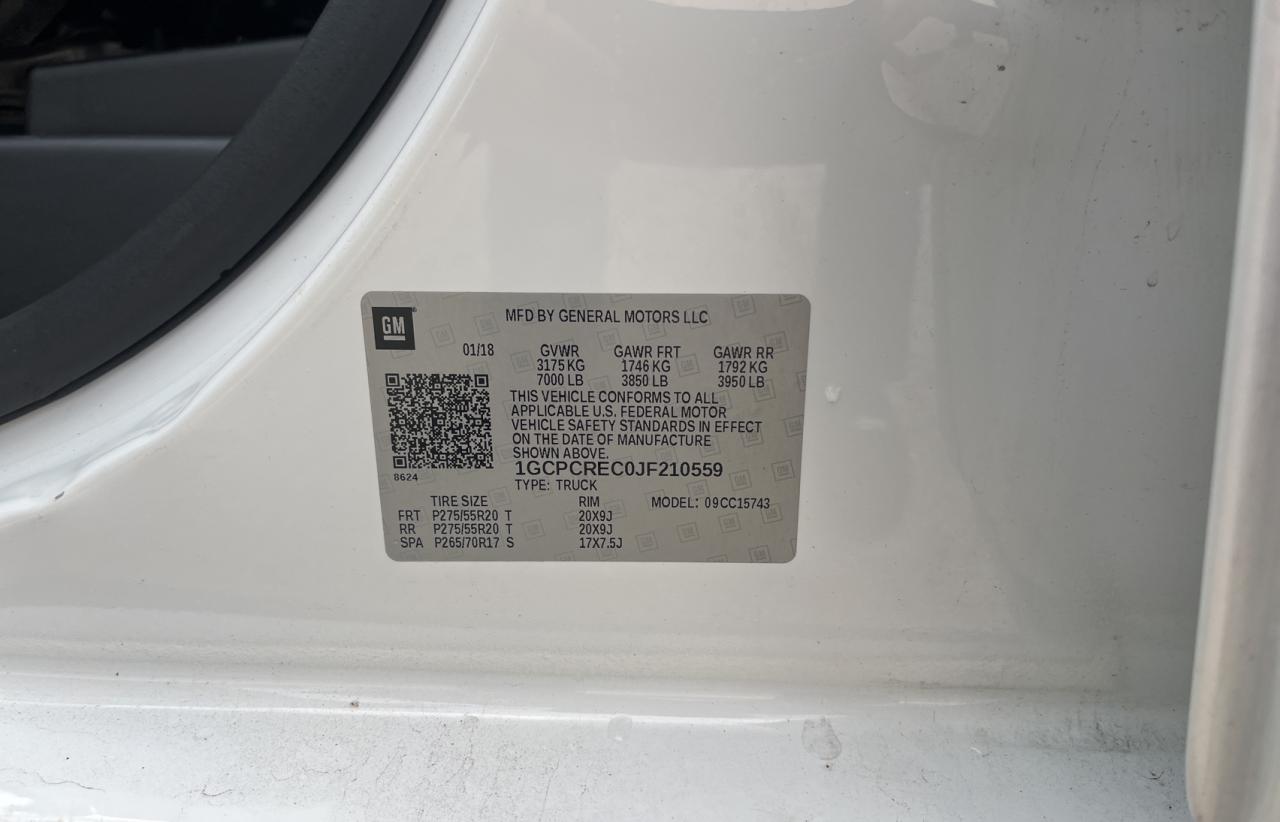 GM
MFD BY GENERAL MOTORS LLC
01/18 GVWR GAWR FRT GAWR RR
3175 KG 1746 KG 1792 KG
7000 LB 3850 LB 3950 LB
THIS VEHICLE CONFORMS TO ALL
APPLICABLE U.S. FEDERAL MOTOR
VEHICLE SAFETY STANDARDS IN EFFECT
ON THE DATE OF MANUFACTURE
SHOWN ABOVE.
8624
1GCPCREC0JF210559
TYPE: TRUCK
TIRE SIZE RIM MODEL: 09CC15743
FRT P275/55R20 T 20X9J
RR P275/55R20 T 20X9J
SPA P265/70R17 S 17X7.5J